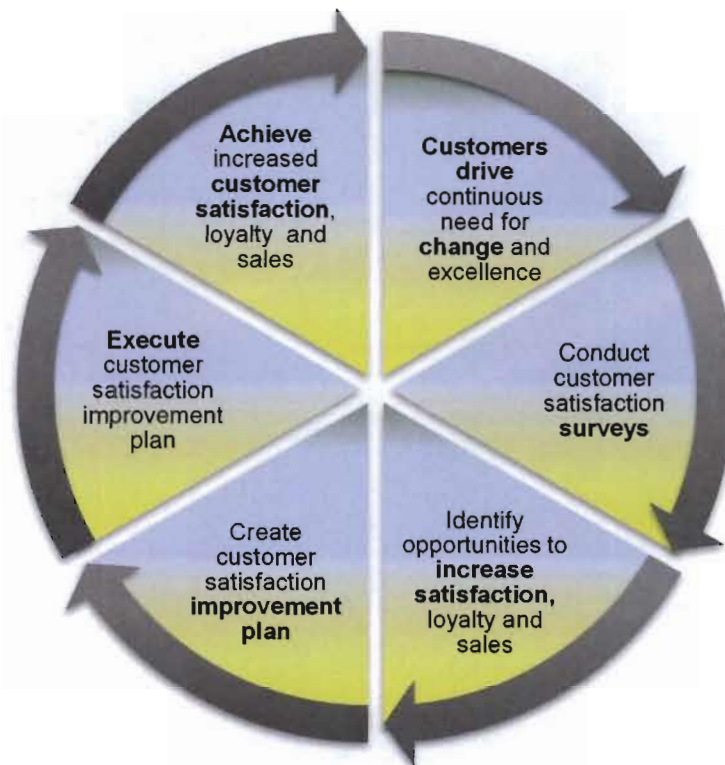 Customers
drive
continuous
need for
change and
excellence
Conduct
customer
satisfaction
surveys
Identify
opportunities to
increase
satisfaction,
loyalty and
sales
Create
customer
satisfaction
improvement
plan
Execute
customer
satisfaction
improvement
plan
Achieve
increased
customer
satisfaction,
loyalty and
sales